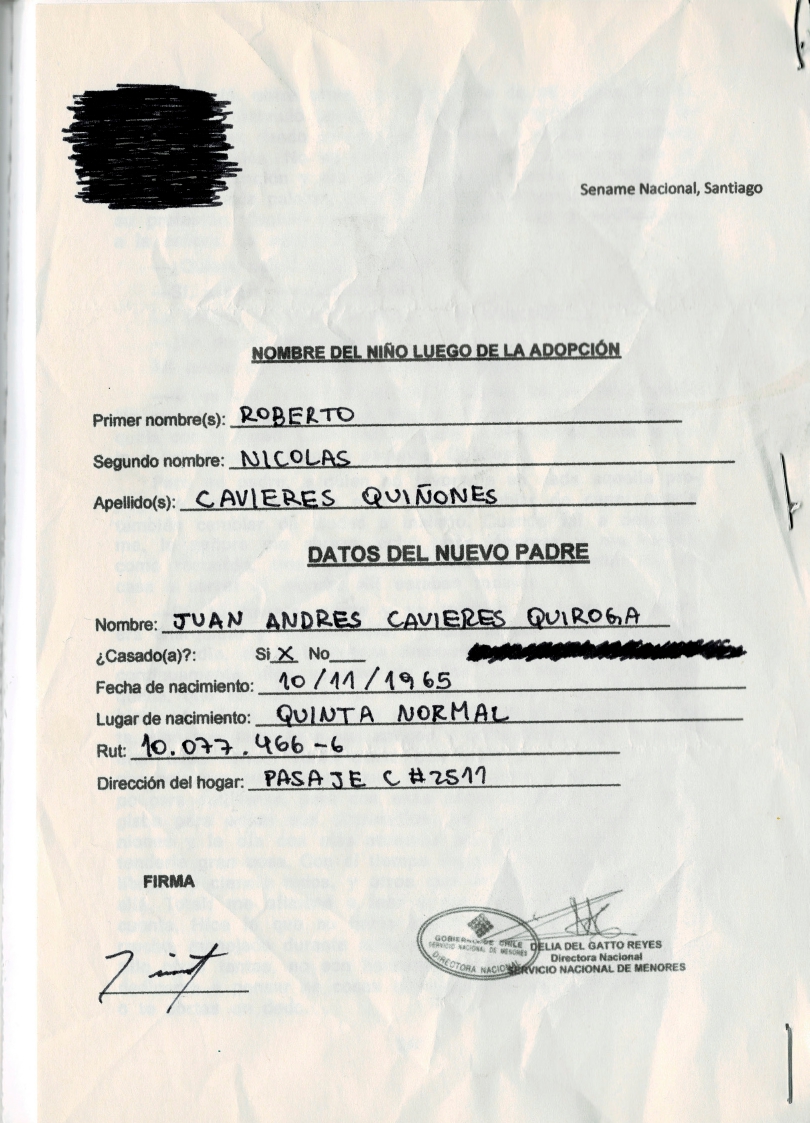 Sename Nacional, Santiago
NOMBRE DEL NIÑO LUEGO DE LA ADOPCIÓN
Primer nombre(s): ROBERTO
Segundo nombre: NICOLAS
Apellido(s): CAVIERES QUIÑONES
DATOS DEL NUEVO PADRE
Nombre: JUAN ANDRES CAVIERES QUIROGA
¿Casado(a)?: Si X No
Fecha de nacimiento: 10/11/1965
Lugar de nacimiento: QUINTA NORMAL
Rut: 10.077.466-6
Dirección del hogar: PASAJE C #2511
FIRMA
GOBIERNO DE CHILE
SERVICIO NACIONAL DE MENORES
DIRECTORA NACIONAL
DELIA DEL GATTO REYES
Directora Nacional
SERVICIO NACIONAL DE MENORES